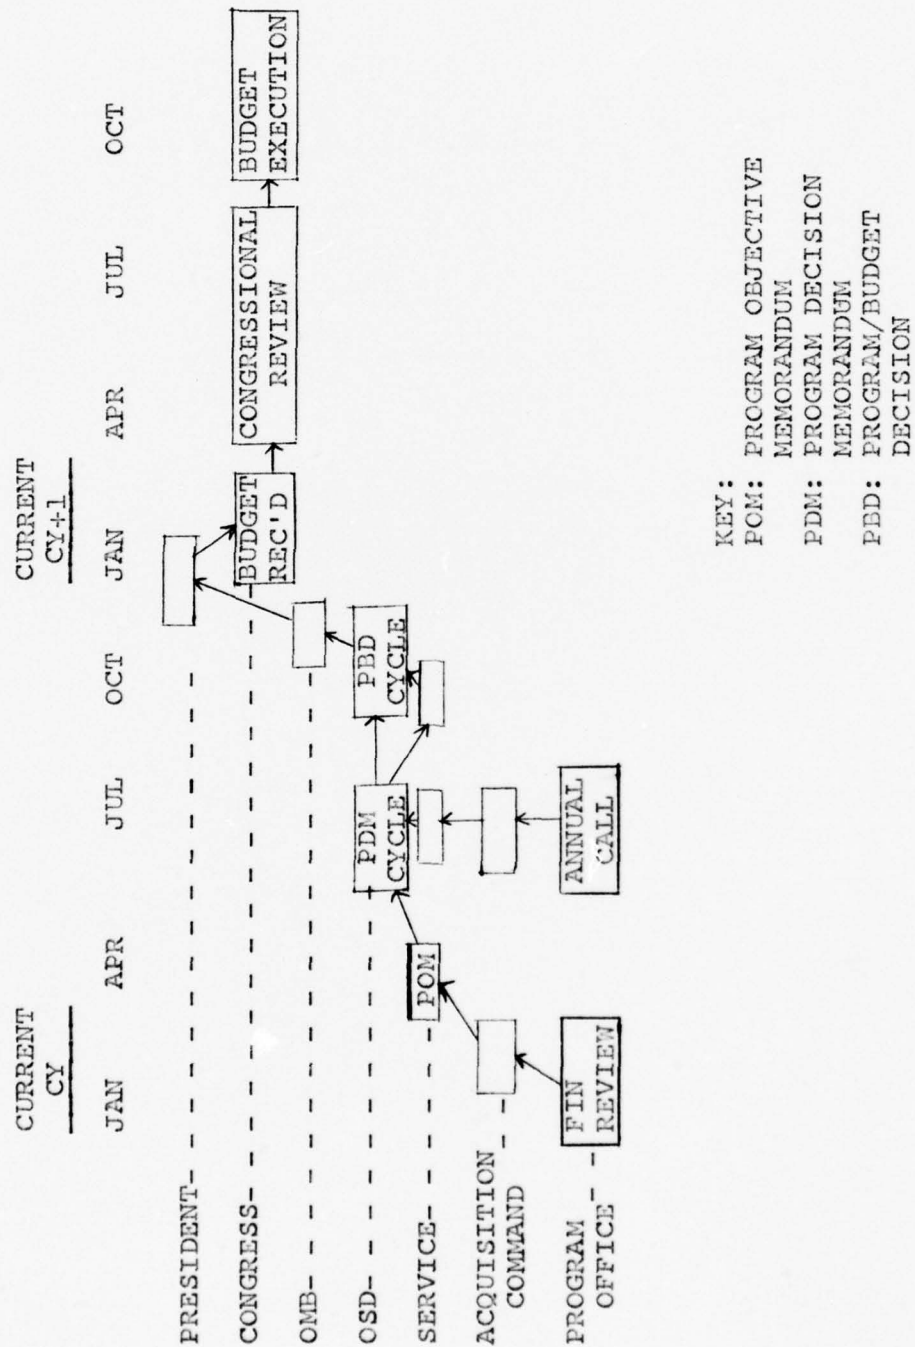 CURRENT
CY
CURRENT
CY+1
JAN
APR
JUL
OCT
JAN
APR
JUL
OCT
PRESIDENT
CONGRESS
BUDGET
REC'D
CONGRESSIONAL
REVIEW
BUDGET
EXECUTION
OMB
OSD
PDM
CYCLE
PBD
CYCLE
SERVICE
POM
ACQUISITION
COMMAND
PROGRAM
OFFICE
FIN
REVIEW
ANNUAL
CALL
KEY:
POM: PROGRAM OBJECTIVE
MEMORANDUM
PDM: PROGRAM DECISION
MEMORANDUM
PBD: PROGRAM/BUDGET
DECISION